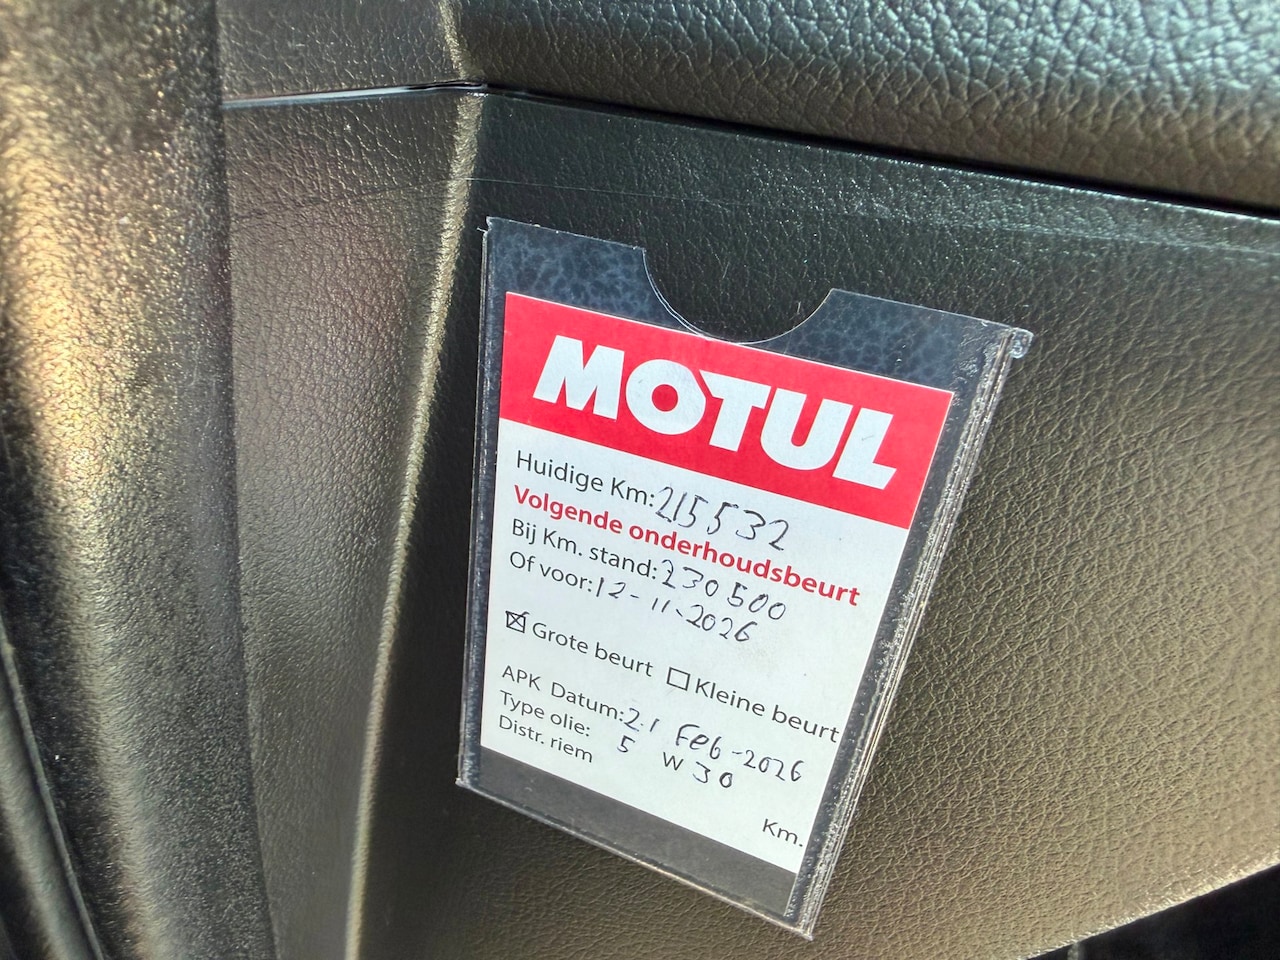 MOTUL
Huidige Km: 215532
Volgende onderhoudsbeurt
Bij Km. stand: 230500
Of voor: 12-11-2026
☒ Grote beurt ☐ Kleine beurt
APK Datum: 21 Feb-2026
Type olie: 5 W 30
Distr. riem Km.